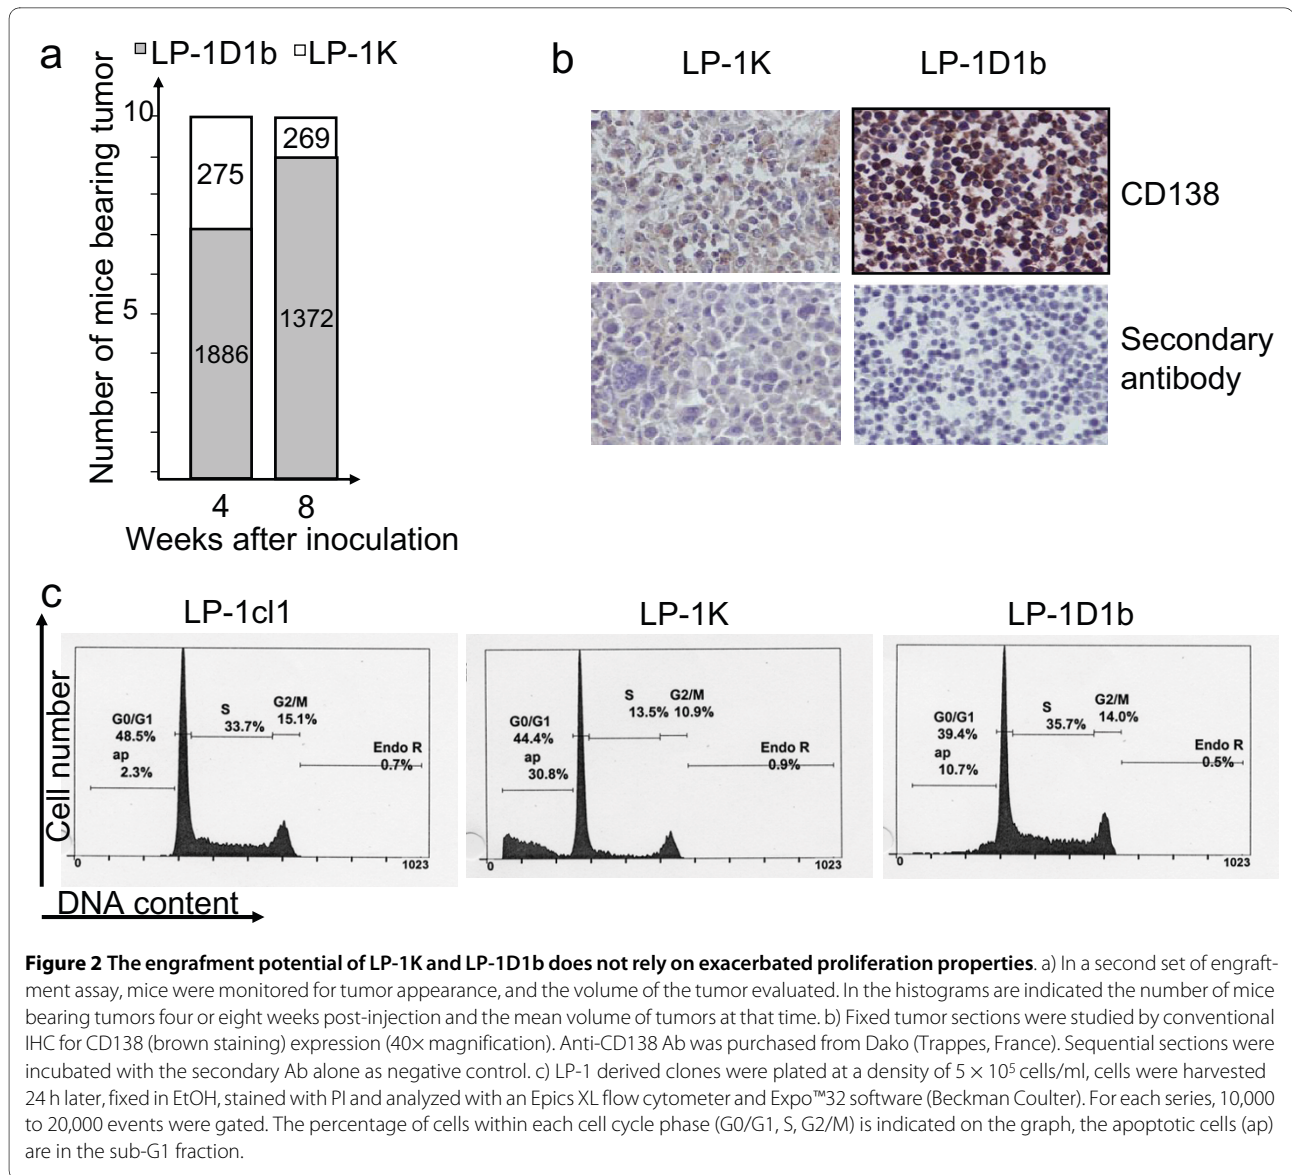 a
LP-1D1b LP-1K
Number of mice bearing tumor
10
5
275
1886
269
1372
4 8
Weeks after inoculation
b
LP-1K LP-1D1b
CD138
Secondary
antibody
c
LP-1cl1 LP-1K LP-1D1b
Cell number
G0/G1
48.5%
ap
2.3%
S
33.7%
G2/M
15.1%
Endo R
0.7%
0 1023
G0/G1
44.4%
ap
30.8%
S
13.5%
G2/M
10.9%
Endo R
0.9%
0 1023
G0/G1
39.4%
ap
10.7%
S
35.7%
G2/M
14.0%
Endo R
0.5%
0 1023
DNA content
Figure 2 The engrafment potential of LP-1K and LP-1D1b does not rely on exacerbated proliferation properties. a) In a second set of engraft-
ment assay, mice were monitored for tumor appearance, and the volume of the tumor evaluated. In the histograms are indicated the number of mice
bearing tumors four or eight weeks post-injection and the mean volume of tumors at that time. b) Fixed tumor sections were studied by conventional
IHC for CD138 (brown staining) expression (40× magnification). Anti-CD138 Ab was purchased from Dako (Trappes, France). Sequential sections were
incubated with the secondary Ab alone as negative control. c) LP-1 derived clones were plated at a density of 5 × 10⁵ cells/ml, cells were harvested
24 h later, fixed in EtOH, stained with PI and analyzed with an Epics XL flow cytometer and Expo™32 software (Beckman Coulter). For each series, 10,000
to 20,000 events were gated. The percentage of cells within each cell cycle phase (G0/G1, S, G2/M) is indicated on the graph, the apoptotic cells (ap)
are in the sub-G1 fraction.